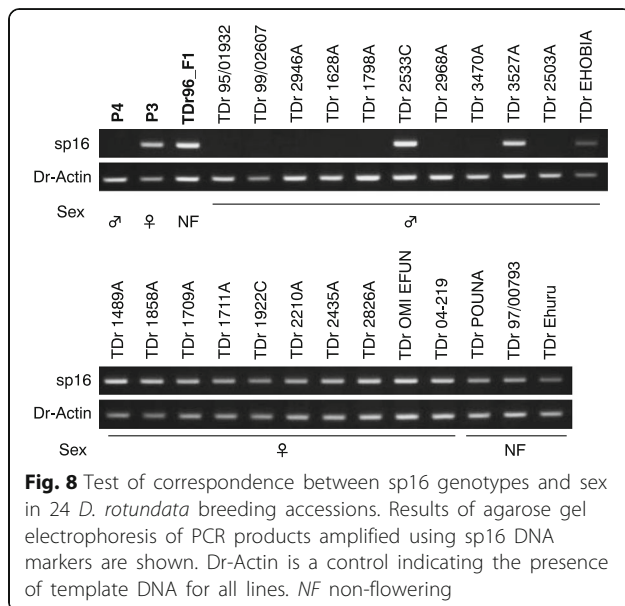 P4 P3 TDr96_F1 TDr 95/01932 TDr 99/02607 TDr 2946A TDr 1628A TDr 1798A TDr 2533C TDr 2968A TDr 3470A TDr 3527A TDr 2503A TDr EHOBIA
sp16
Dr-Actin
Sex
♂ ♀ NF ♂
TDr 1489A TDr 1858A TDr 1709A TDr 1711A TDr 1922C TDr 2210A TDr 2435A TDr 2826A TDr OMI EFUN TDr 04-219 TDr POUNA TDr 97/00793 TDr Ehuru
sp16
Dr-Actin
Sex ♀ NF
Fig. 8 Test of correspondence between sp16 genotypes and sex
in 24 D. rotundata breeding accessions. Results of agarose gel
electrophoresis of PCR products amplified using sp16 DNA
markers are shown. Dr-Actin is a control indicating the presence
of template DNA for all lines. NF non-flowering